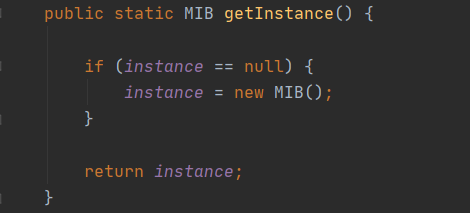 public static MIB getInstance() {
if (instance == null) {
instance = new MIB();
}
return instance;
}